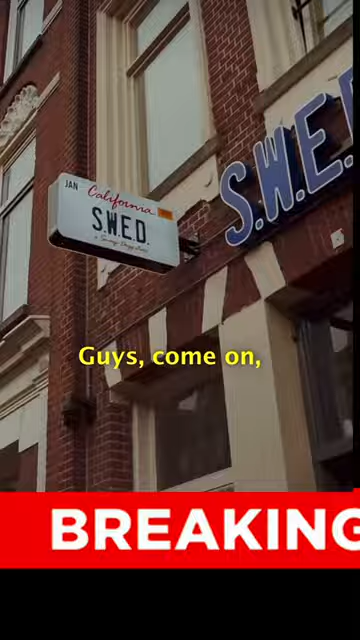 JAN
California
S.W.E.D.
S.W.E.
Guys, come on,
BREAKING